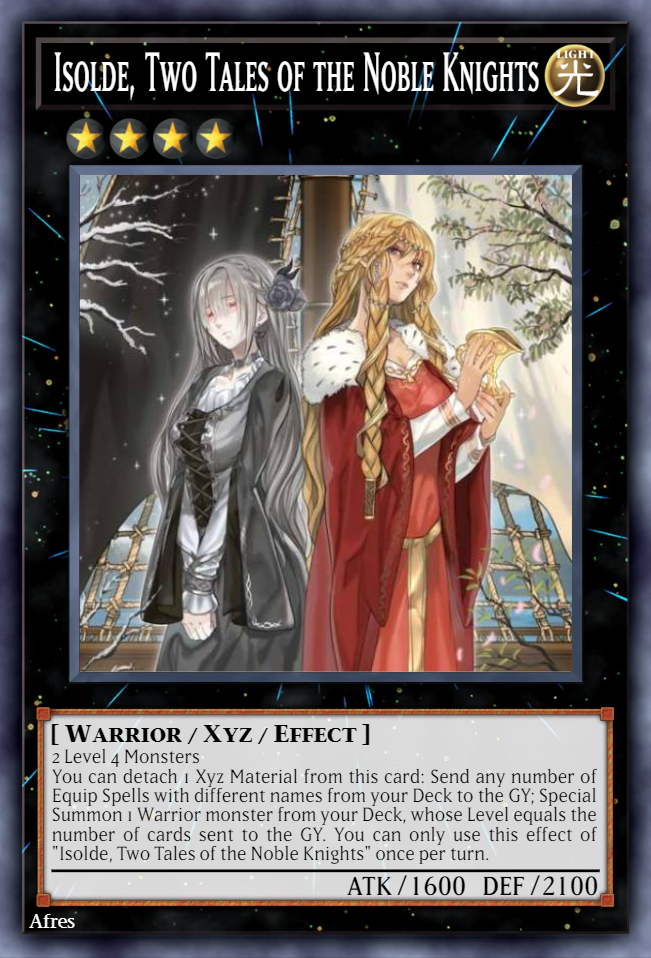 Isolde, Two Tales of the Noble Knights
LIGHT
光
[ Warrior / Xyz / Effect ]
2 Level 4 Monsters
You can detach 1 Xyz Material from this card: Send any number of
Equip Spells with different names from your Deck to the GY; Special
Summon 1 Warrior monster from your Deck, whose Level equals the
number of cards sent to the GY. You can only use this effect of
"Isolde, Two Tales of the Noble Knights" once per turn.
ATK / 1600 DEF / 2100
Afres